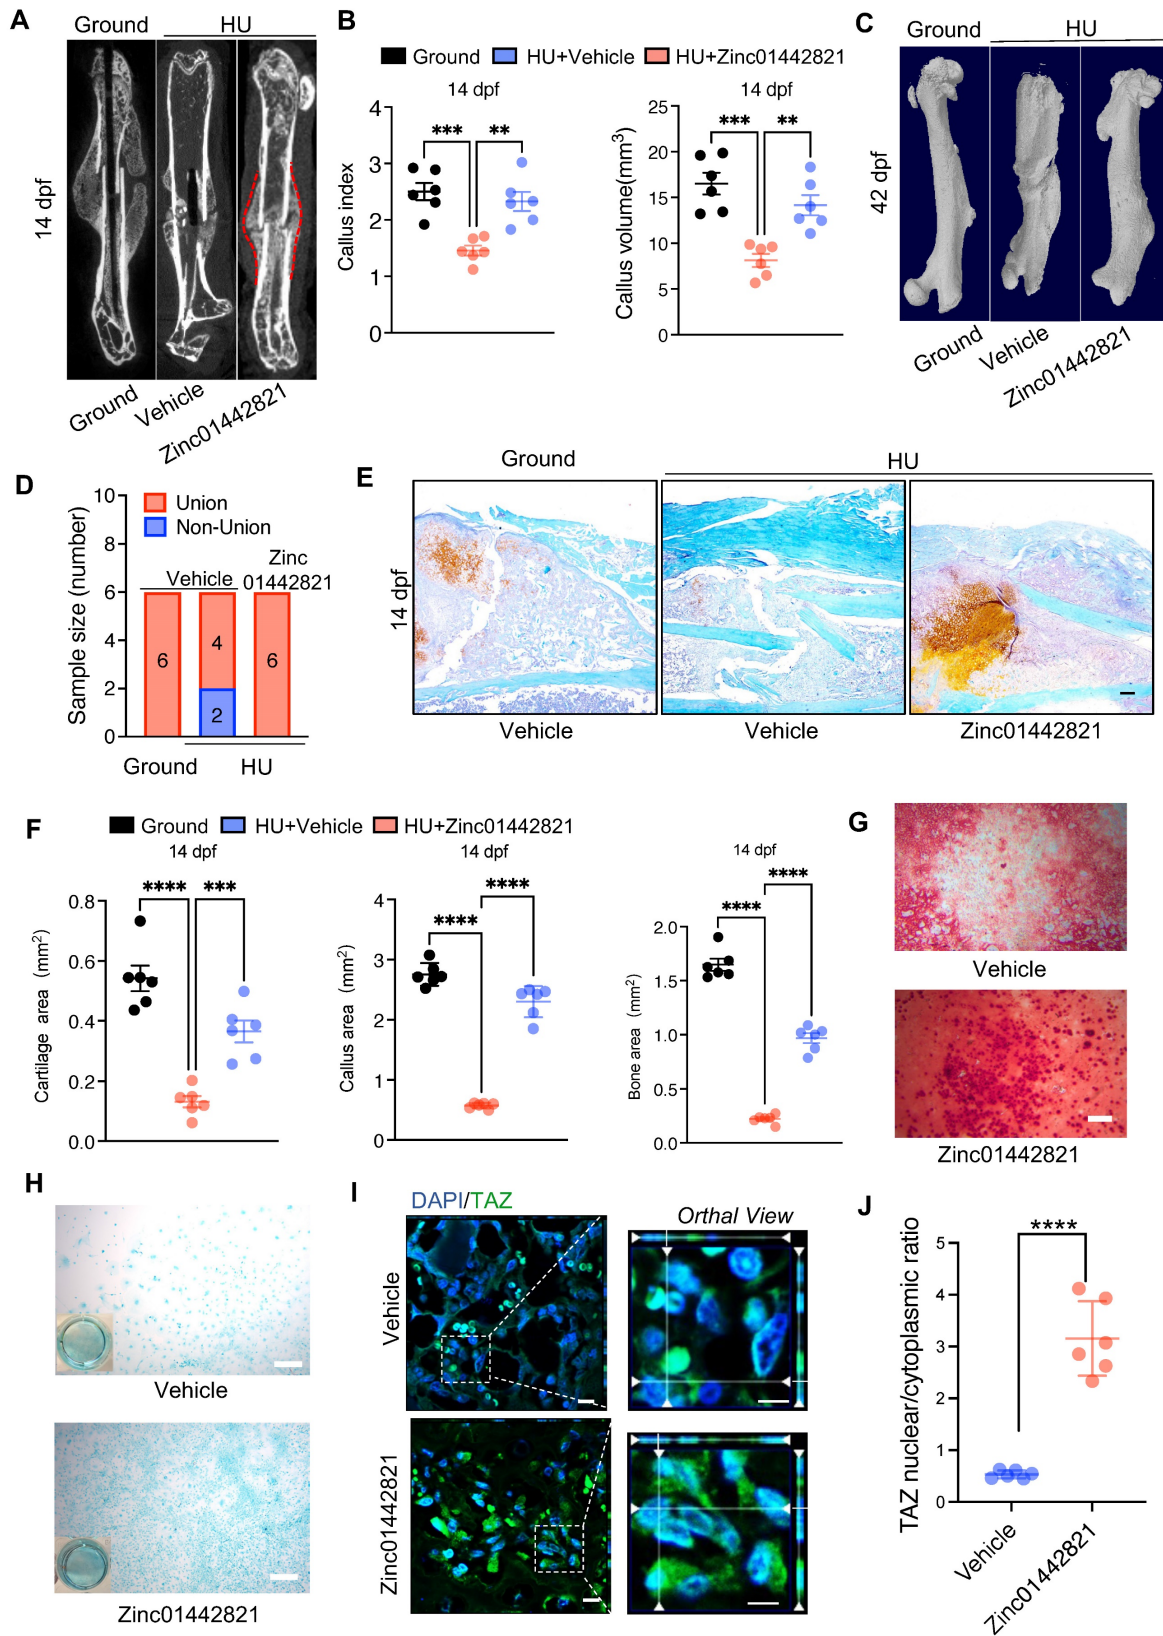 A
Ground
HU
14 dpf
Ground
Vehicle
Zinc01442821
B
Ground HU+Vehicle HU+Zinc01442821
14 dpf
Callus index
4
3
2
1
0
*** **
14 dpf
Callus volume(mm3)
25
20
15
10
5
0
*** **
C
Ground
HU
42 dpf
Ground
Vehicle
Zinc01442821
D
Sample size (number)
10
8
6
4
2
0
Union
Non-Union
Zinc
Vehicle 01442821
6
4
2
6
Ground HU
E
Ground
HU
14 dpf
Vehicle
Vehicle
Zinc01442821
F
Ground HU+Vehicle HU+Zinc01442821
14 dpf
Cartilage area (mm2)
0.8
0.6
0.4
0.2
0.0
**** ***
14 dpf
Callus area (mm2)
4
3
2
1
0
****
****
14 dpf
Bone area (mm2)
2.0
1.5
1.0
0.5
0.0
****
****
G
Vehicle
Zinc01442821
H
Vehicle
Zinc01442821
I
DAPI/TAZ
Orthal View
Vehicle
Zinc01442821
J
TAZ nuclear/cytoplasmic ratio
5
4
3
2
1
0
****
Vehicle
Zinc01442821